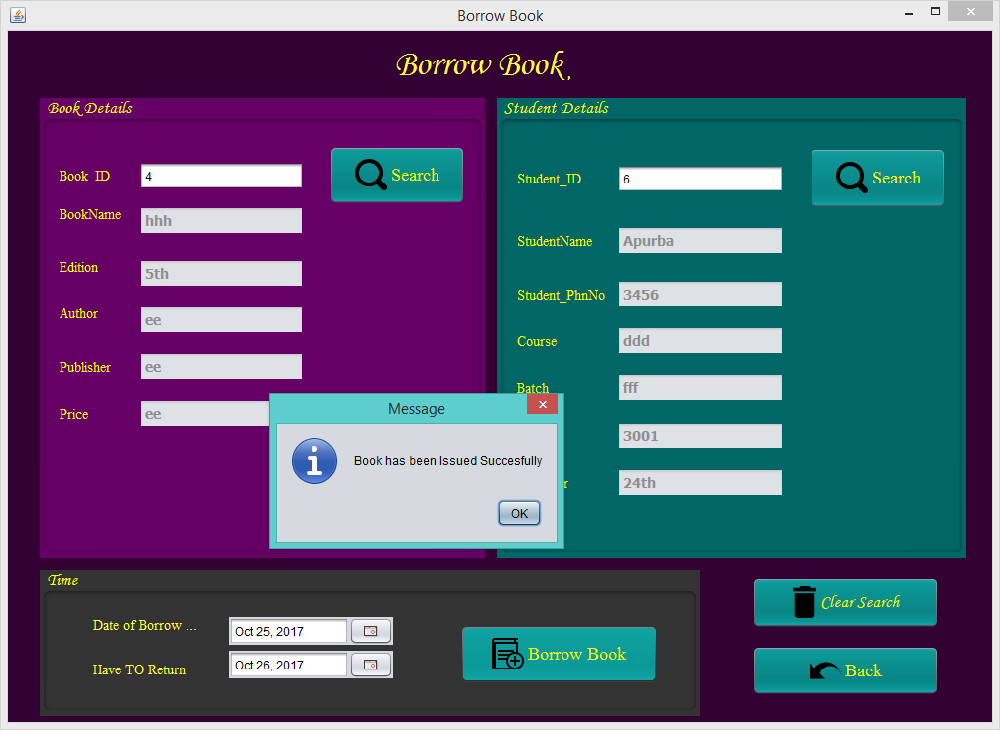 Borrow Book
Borrow Book .
Book Details
Book_ID 4 Search
BookName hhh
Edition 5th
Author ee
Publisher ee
Price ee
Student Details
Student_ID 6 Search
StudentName Apurba
Student_PhnNo 3456
Course ddd
Batch fff
3001
r 24th
Message
Book has been Issued Succesfully
OK
Time
Date of Borrow ... Oct 25, 2017
Have TO Return Oct 26, 2017
Borrow Book
Clear Search
Back